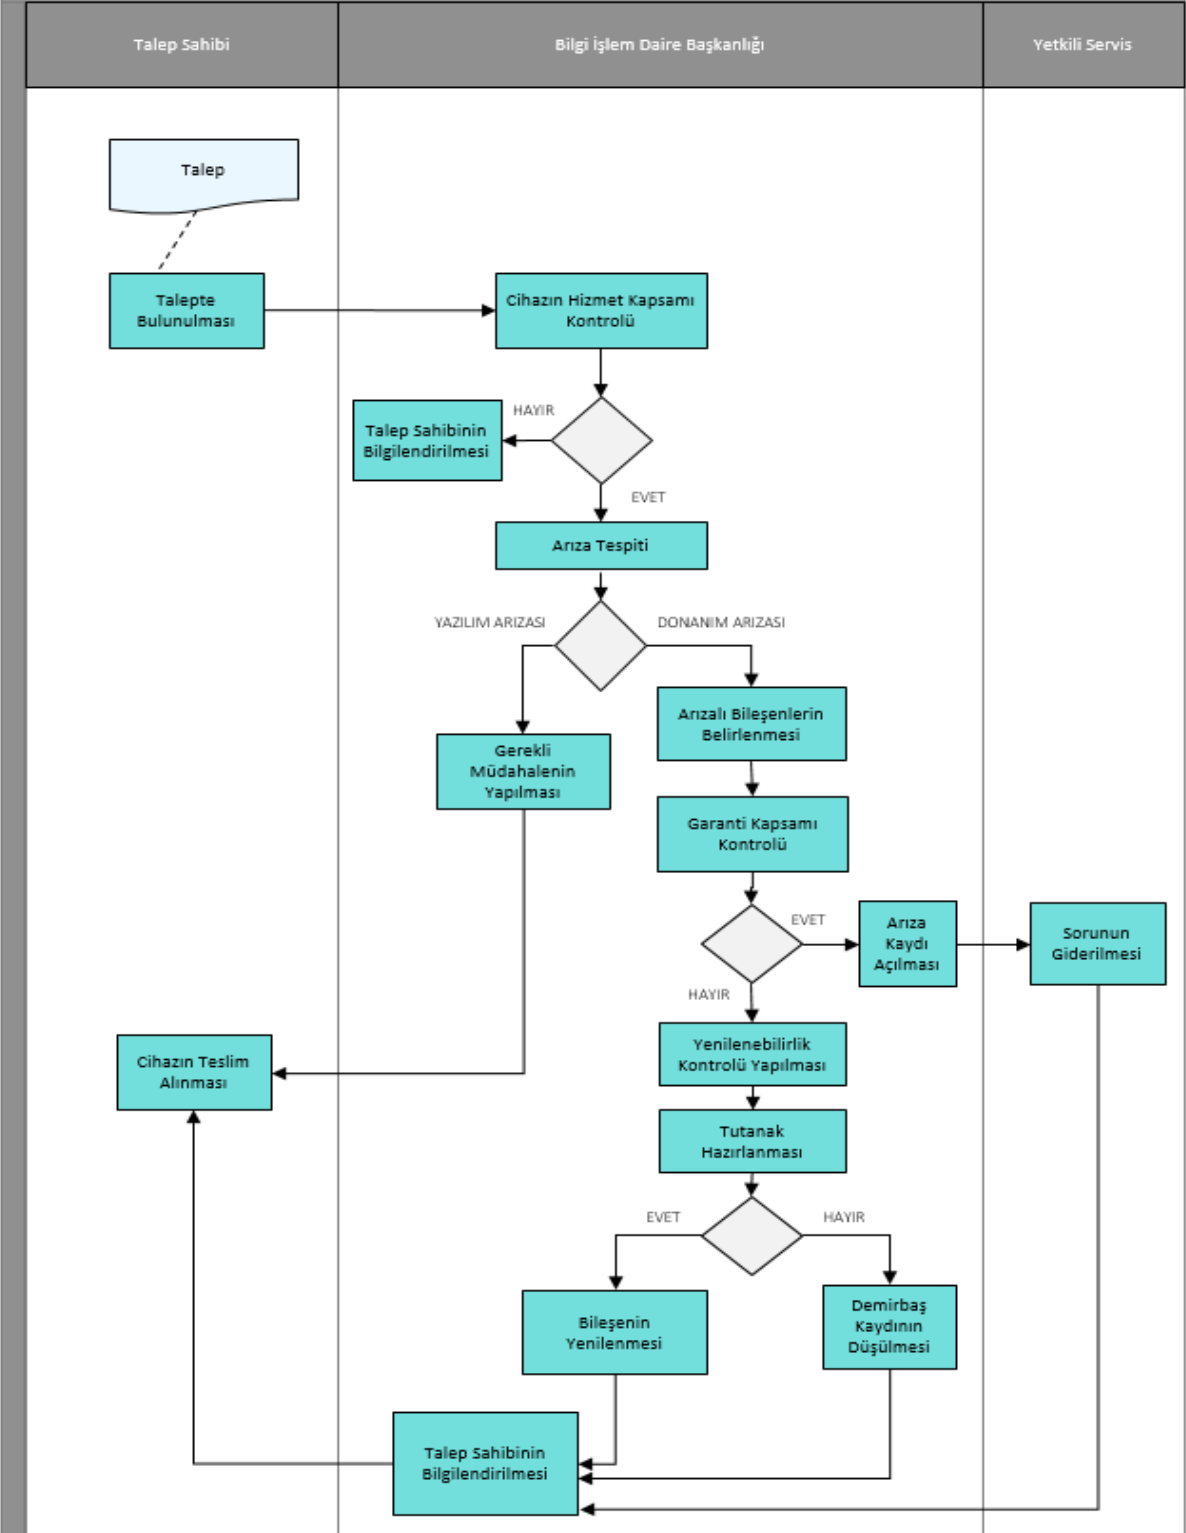 Talep Sahibi
Bilgi İşlem Daire Başkanlığı
Yetkili Servis
Talep
Talepte
Bulunulması
Cihazın Hizmet Kapsamı
Kontrolü
HAYIR
Talep Sahibinin
Bilgilendirilmesi
EVET
Arıza Tespiti
YAZILIM ARIZASI
DONANIM ARIZASI
Arızalı Bileşenlerin
Belirlenmesi
Gerekli
Müdahalenin
Yapılması
Garanti Kapsamı
Kontrolü
EVET
Arıza
Kaydı
Açılması
Sorunun
Giderilmesi
HAYIR
Yenilenebilirlik
Kontrolü Yapılması
Cihazın Teslim
Alınması
Tutanak
Hazırlanması
EVET
HAYIR
Bileşenin
Yenilenmesi
Demirbaş
Kaydının
Düşülmesi
Talep Sahibinin
Bilgilendirilmesi